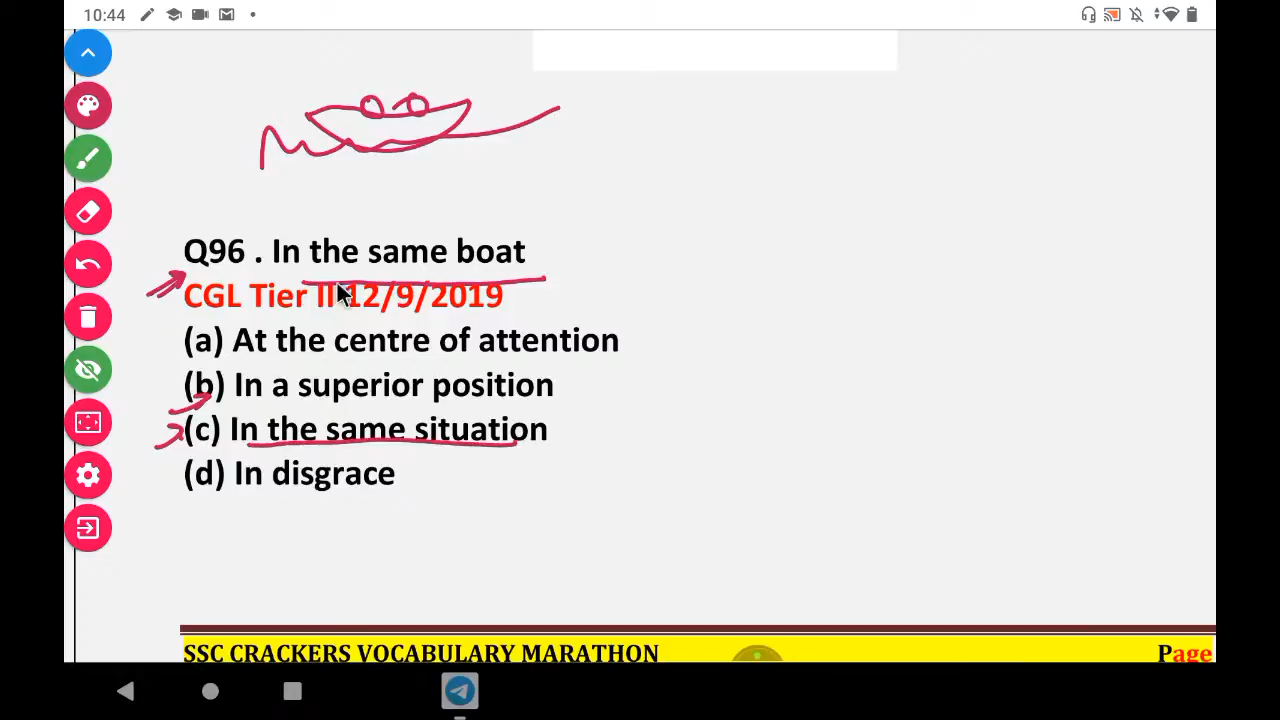 10:44
Q96 . In the same boat
CGL Tier II 12/9/2019
(a) At the centre of attention
(b) In a superior position
(c) In the same situation
(d) In disgrace
SSC CRACKERS VOCABULARY MARATHON Page